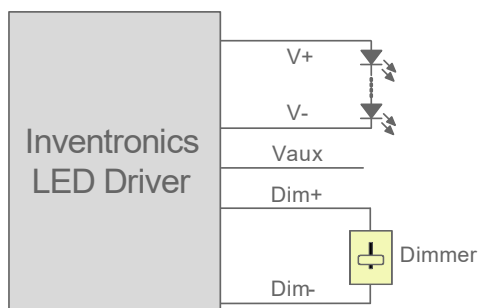 Inventronics
LED Driver
V+
V-
Vaux
Dim+
Dimmer
Dim-